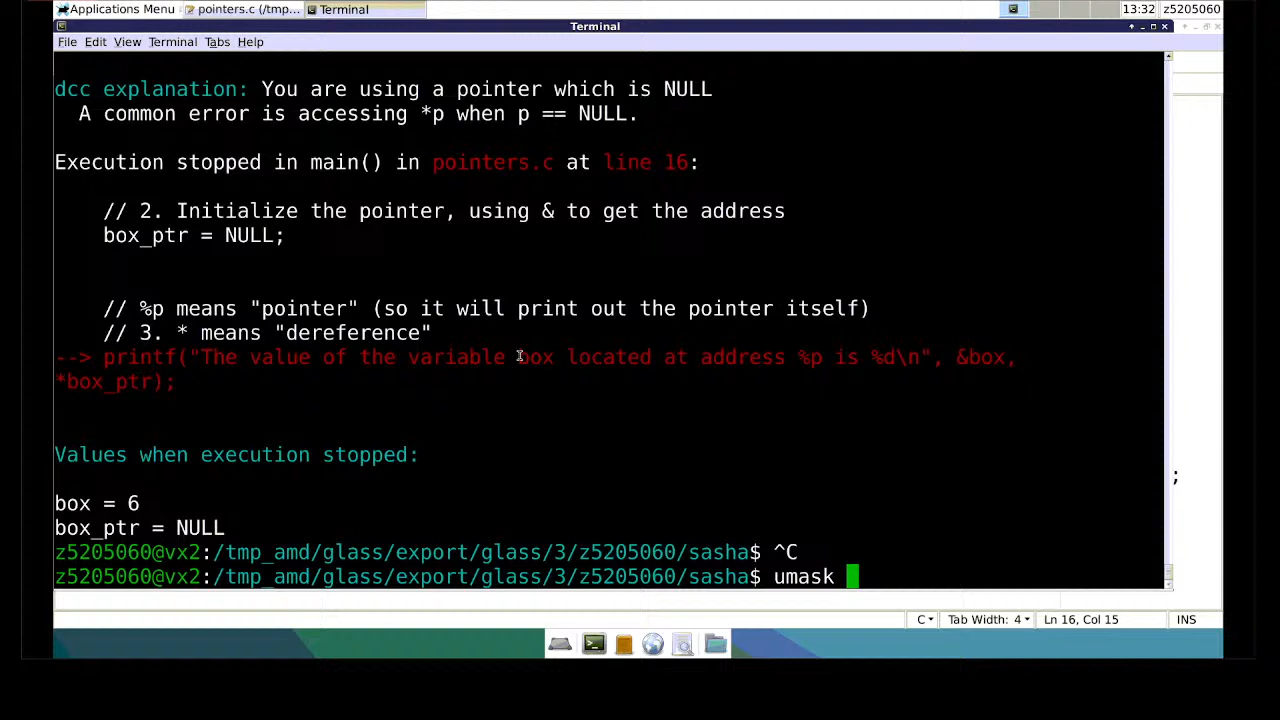 Applications Menu pointers.c (/tmp... Terminal 13:32 z5205060
Terminal
File Edit View Terminal Tabs Help
dcc explanation: You are using a pointer which is NULL
A common error is accessing *p when p == NULL.
Execution stopped in main() in pointers.c at line 16:
// 2. Initialize the pointer, using & to get the address
box_ptr = NULL;
// %p means "pointer" (so it will print out the pointer itself)
// 3. * means "dereference"
--> printf("The value of the variable box located at address %p is %d\n", &box,
*box_ptr);
Values when execution stopped:
;
box = 6
box_ptr = NULL
z5205060@vx2:/tmp_amd/glass/export/glass/3/z5205060/sasha$ ^C
z5205060@vx2:/tmp_amd/glass/export/glass/3/z5205060/sasha$ umask
C Tab Width: 4 Ln 16, Col 15 INS